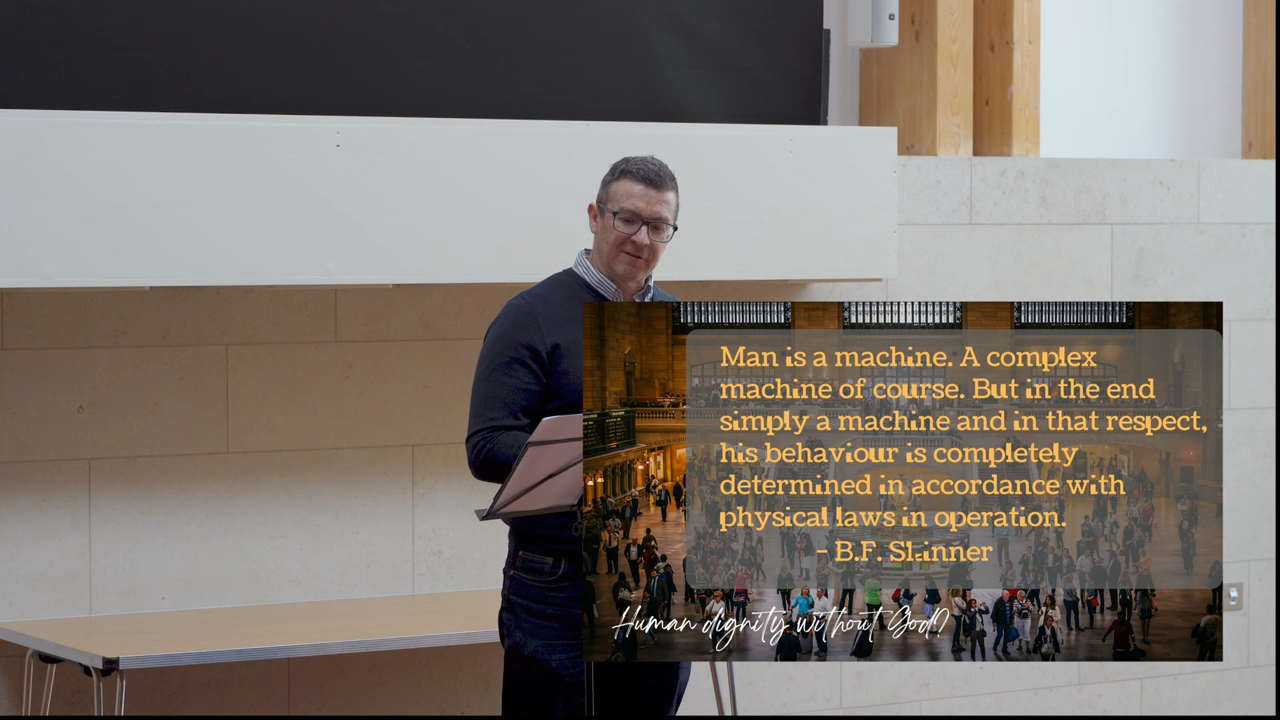 Man is a machine. A complex
machine of course. But in the end
simply a machine and in that respect,
his behaviour is completely
determined in accordance with
physical laws in operation.
- B.F. Skinner
Human dignity without God?